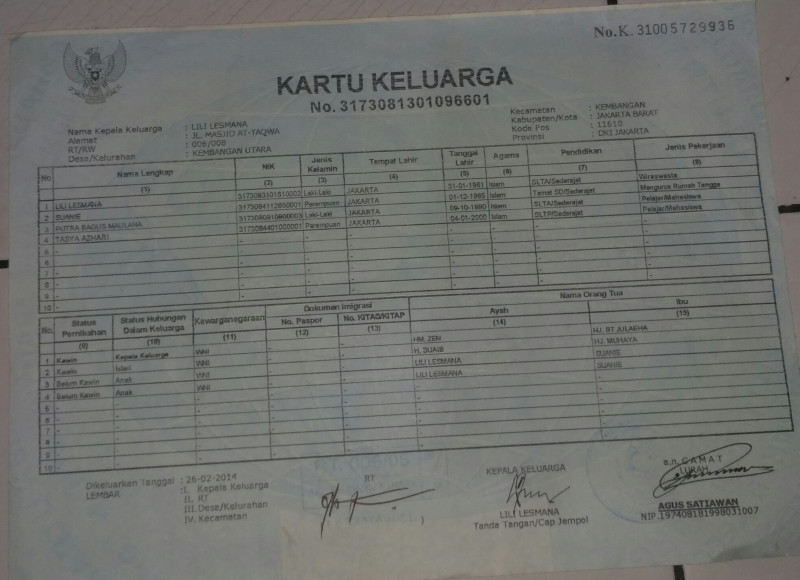 No.K. 31005729936
KARTU KELUARGA
No. 3173081301096601
Nama Kepala Keluarga : LILI LESMANA
Alamat : JL. MASJID AT-TAQWA
RT/RW : 006/008
Desa/Kelurahan : KEMBANGAN UTARA
Kecamatan : KEMBANGAN
Kabupaten/Kota : JAKARTA BARAT
Kode Pos : 11610
Provinsi : DKI JAKARTA
No Nama Lengkap NIK Jenis Kelamin Tempat Lahir Tanggal Lahir Agama Pendidikan Jenis Pekerjaan
(1) (2) (3) (4) (5) (6) (7) (8)
1 LILI LESMANA Laki-Laki JAKARTA 31-01-1961 Islam SLTA/Sederajat Wiraswasta
2 SUANIE Perempuan JAKARTA 01-12-1965 Islam Tamat SD/Sederajat Mengurus Rumah Tangga
3 PUTRA BAGUS MAULANA Laki-Laki JAKARTA Islam SLTA/Sederajat Pelajar/Mahasiswa
4 TASYA AZHARI 3173084401000001 Perempuan JAKARTA 04-01-2000 Islam SLTP/Sederajat Pelajar/Mahasiswa
5 -
6 -
7 -
8 -
9 -
10 -
No. Status Pernikahan Status Hubungan Dalam Keluarga Kewarganegaraan Dokumen Imigrasi Nama Orang Tua
No. Paspor No. KITAS/KITAP Ayah Ibu
(9) (10) (11) (12) (13) (14) (15)
1 Kawin Kepala Keluarga WNI - - HM. ZEN HJ. RT JULAEHA
2 Kawin Isteri WNI - - H. SUAIB HJ. MUHAYA
3 Belum Kawin Anak WNI - - LILI LESMANA SUANIE
4 Belum Kawin Anak WNI - - LILI LESMANA SUANIE
5 -
6 -
7 -
8 -
9 -
10 -
Dikeluarkan Tanggal : 26-02-2014
LEMBAR : I. Kepala Keluarga
II. RT
III. Desa/Kelurahan
IV. Kecamatan
RT
KEPALA KELUARGA
LILI LESMANA
Tanda Tangan/Cap Jempol
a.n. CAMAT
LURAH
AGUS SATIAWAN
NIP.197408181998031007